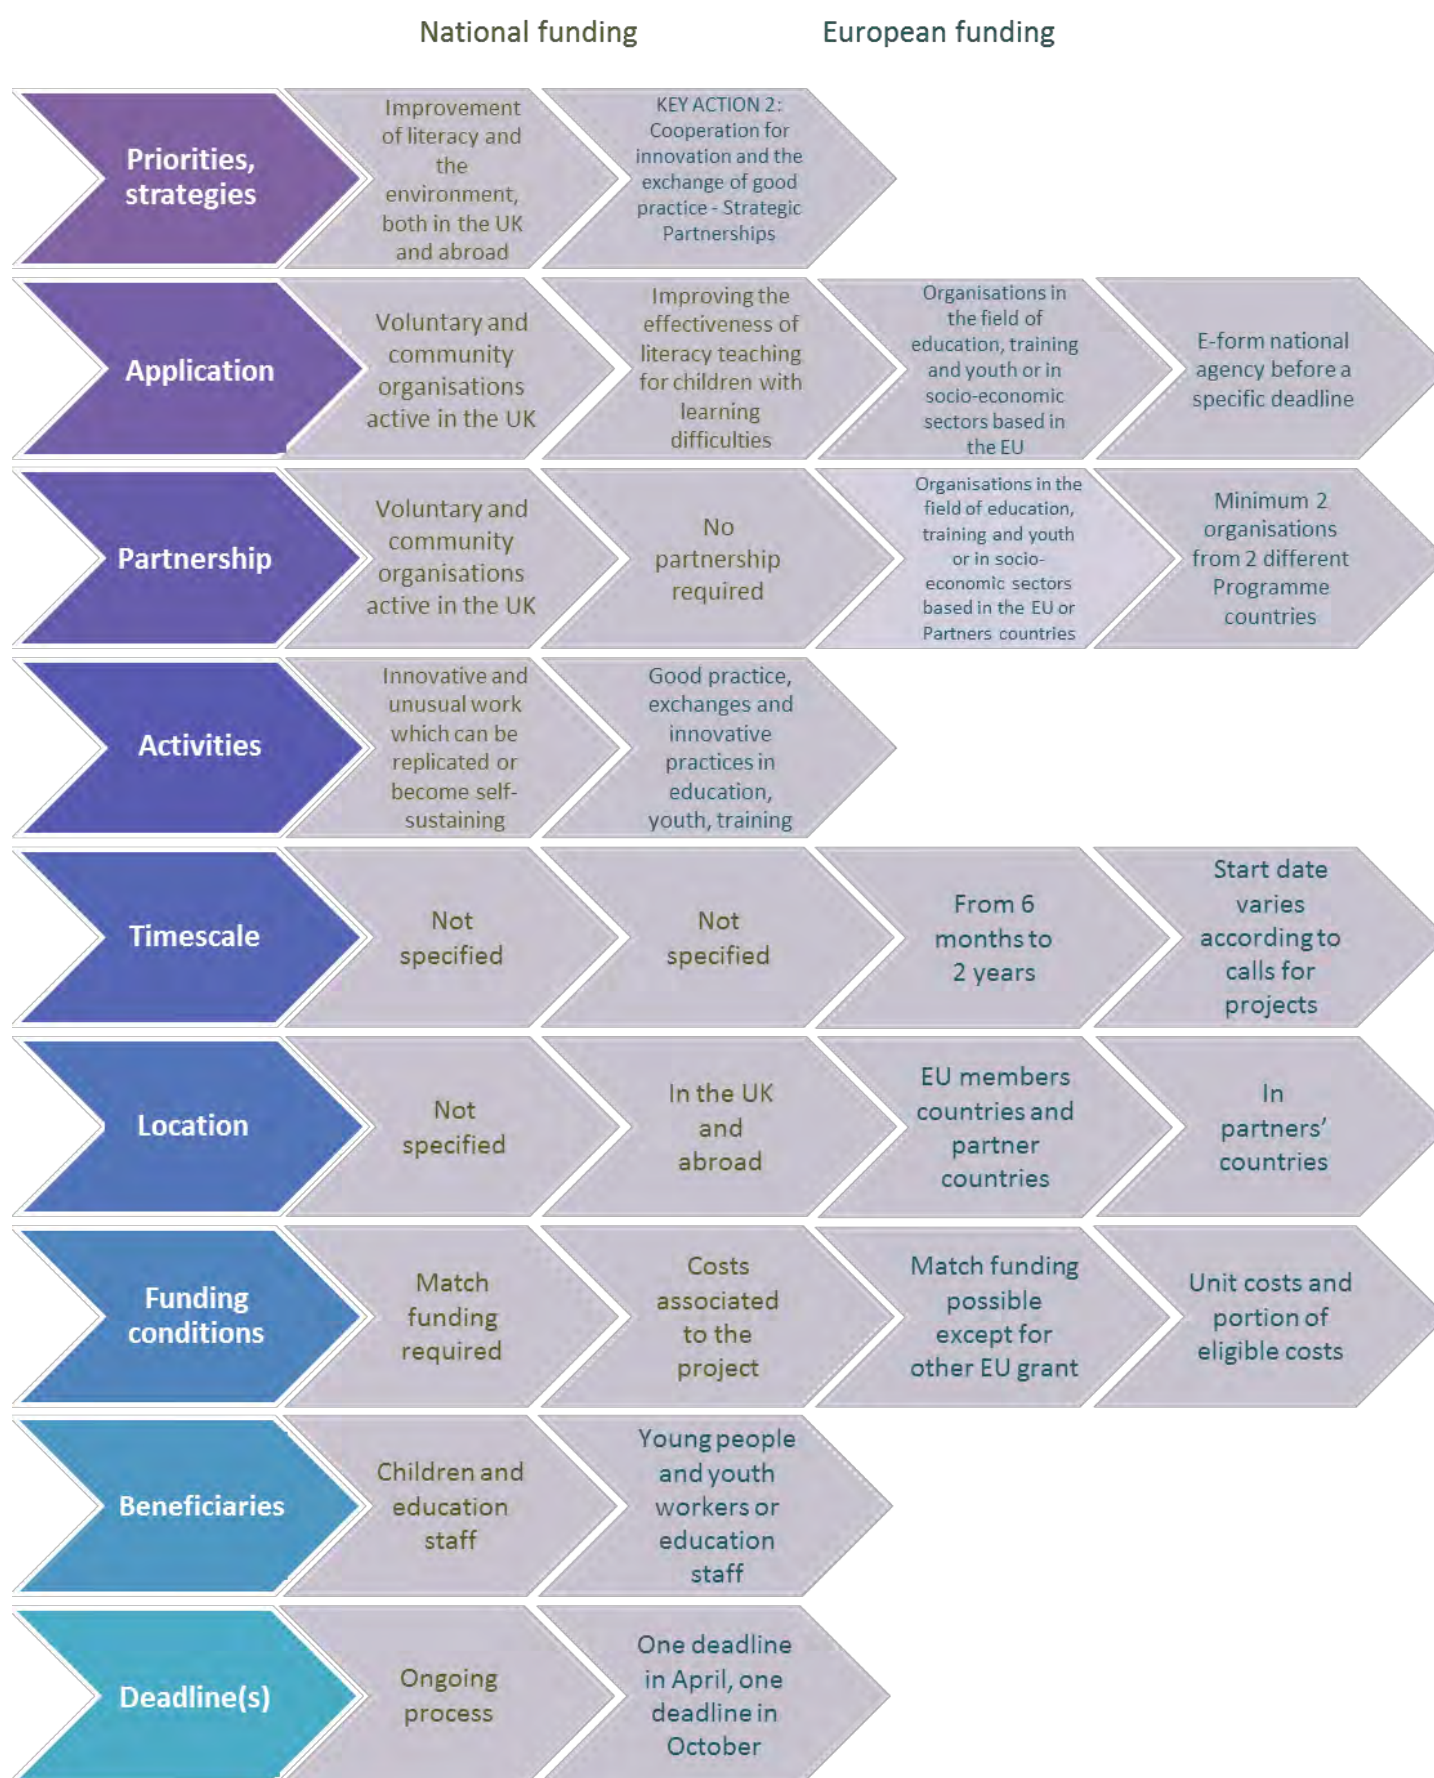 National funding
European funding
Priorities,
strategies
Improvement
of literacy and
the
environment,
both in the UK
and abroad
KEY ACTION 2:
Cooperation for
innovation and the
exchange of good
practice - Strategic
Partnerships
Application
Voluntary and
community
organisations
active in the UK
Improving the
effectiveness of
literacy teaching
for children with
learning
difficulties
Organisations in
the field of
education, training
and youth or in
socio-economic
sectors based in
the EU
E-form national
agency before a
specific deadline
Partnership
Voluntary and
community
organisations
active in the UK
No
partnership
required
Organisations in the
field of education,
training and youth
or in socio-
economic sectors
based in the EU or
Partners countries
Minimum 2
organisations
from 2 different
Programme
countries
Activities
Innovative and
unusual work
which can be
replicated or
become self-
sustaining
Good practice,
exchanges and
innovative
practices in
education,
youth, training
Timescale
Not
specified
Not
specified
From 6
months to
2 years
Start date
varies
according to
calls for
projects
Location
Not
specified
In the UK
and
abroad
EU members
countries and
partner
countries
In
partners’
countries
Funding
conditions
Match
funding
required
Costs
associated
to the
project
Match funding
possible
except for
other EU grant
Unit costs and
portion of
eligible costs
Beneficiaries
Children and
education
staff
Young people
and youth
workers or
education
staff
Deadline(s)
Ongoing
process
One deadline
in April, one
deadline in
October